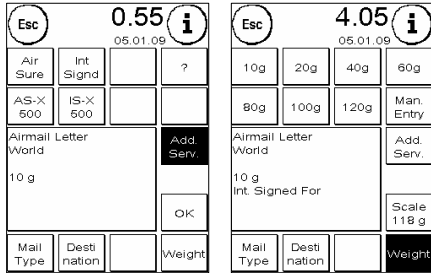 Esc
0.55
i
05.01.09
Air
Sure
Int
Signd
?
AS-X
500
IS-X
500
Airmail Letter
World
10 g
Add.
Serv.
OK
Mail
Type
Desti
nation
Weight
Esc
4.05
i
05.01.09
10g
20g
40g
60g
80g
100g
120g
Man.
Entry
Airmail Letter
World
10 g
Int. Signed For
Add.
Serv.
Scale
118 g
Mail
Type
Desti
nation
Weight